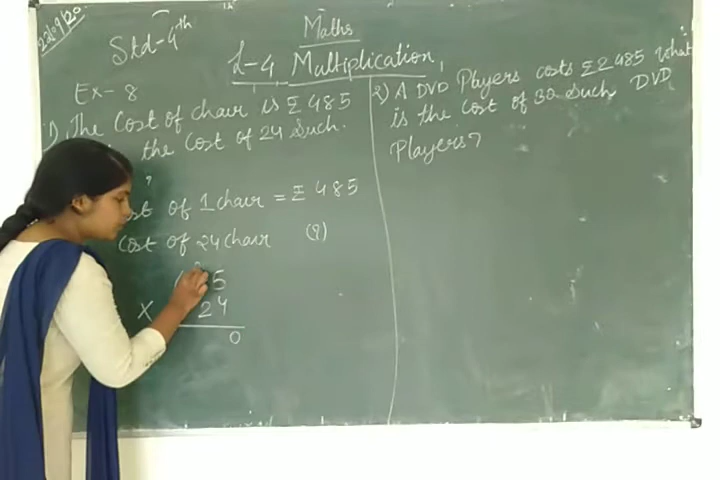 22/09/20
Std-4th
Maths
L-4 Multiplication,
Ex-8
1) The Cost of chair is ₹ 485
the Cost of 24 Such.
?
of 1 chair = ₹ 485
Cost of 24 chair (?)
5
X 24
0
2) A DVD Players costs ₹ 2485 What
is the Cost of 30 Such DVD
Players?